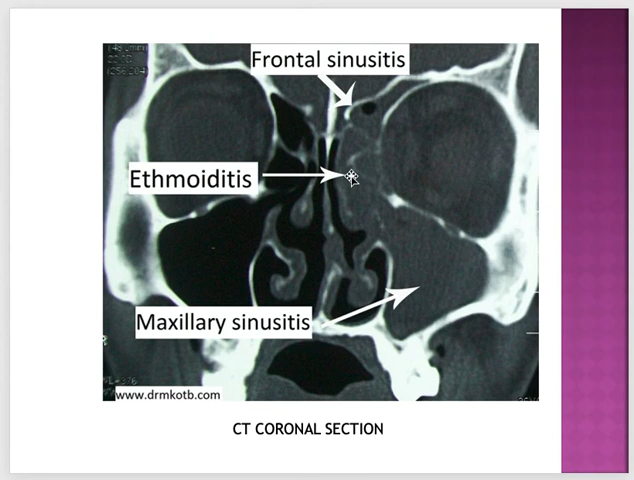 Frontal sinusitis
Ethmoiditis
Maxillary sinusitis
www.drmkotb.com
CT CORONAL SECTION